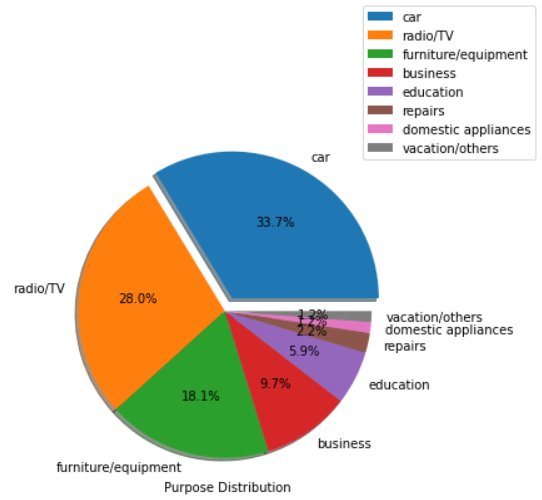 car
radio/TV
furniture/equipment
business
education
repairs
domestic appliances
vacation/others
car
33.7%
radio/TV
28.0%
1.2%
vacation/others
1.2%
domestic appliances
2.2%
repairs
5.9%
education
9.7%
18.1%
business
furniture/equipment
Purpose Distribution